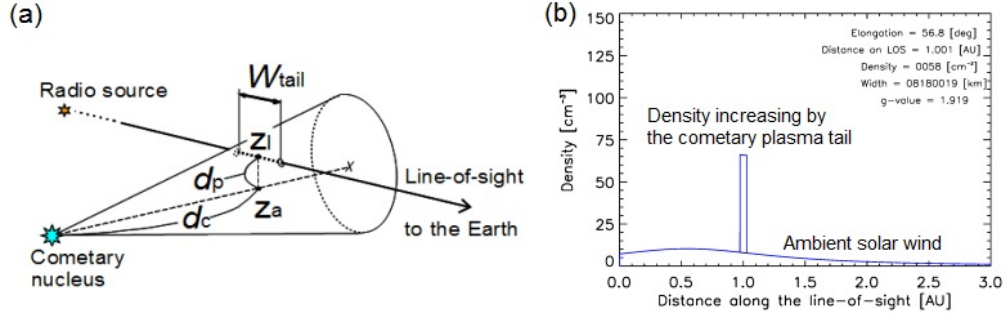 (a)
Radio source
Wtail
zl
dp
Line-of-sight
za
to the Earth
dc
Cometary
nucleus
x
(b)
150
125
100
75
50
25
0
Density [cm⁻³]
Elongation = 56.8 [deg]
Distance on LOS = 1.001 [AU]
Density = 0058 [cm⁻³]
Width = 08180019 [km]
g-value = 1.919
Density increasing by
the cometary plasma tail
Ambient solar wind
0.0 0.5 1.0 1.5 2.0 2.5 3.0
Distance along the line-of-sight [AU]